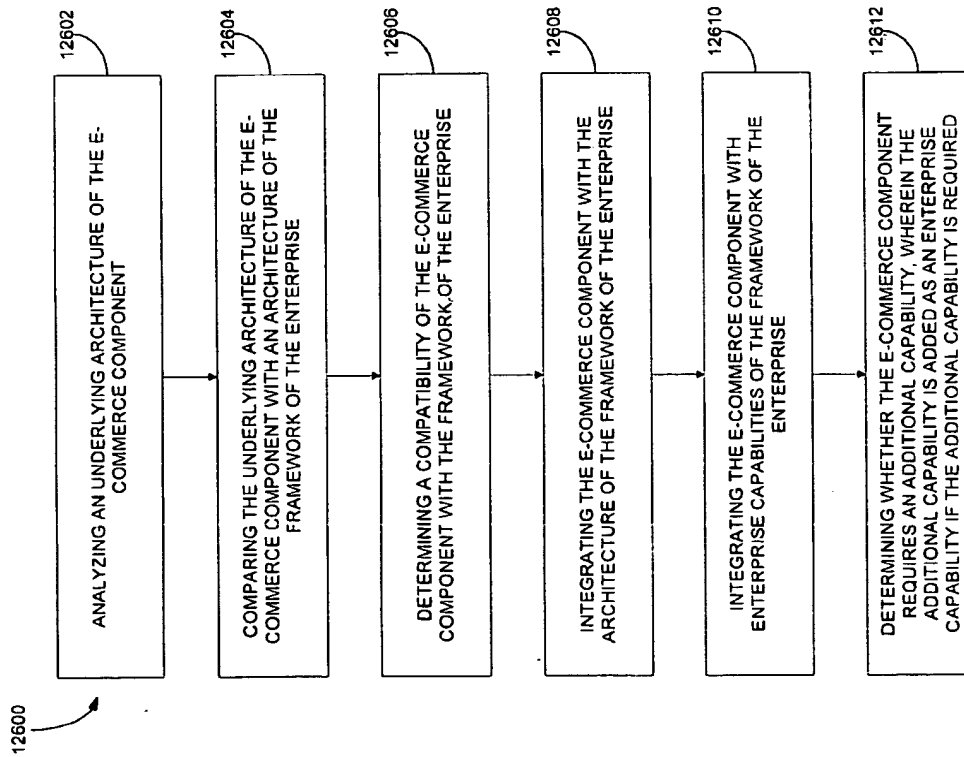 12600
12602
ANALYZING AN UNDERLYING ARCHITECTURE OF THE E-
COMMERCE COMPONENT
12604
COMPARING THE UNDERLYING ARCHITECTURE OF THE E-
COMMERCE COMPONENT WITH AN ARCHITECTURE OF THE
FRAMEWORK OF THE ENTERPRISE
12606
DETERMINING A COMPATIBILITY OF THE E-COMMERCE
COMPONENT WITH THE FRAMEWORK OF THE ENTERPRISE
12608
INTEGRATING THE E-COMMERCE COMPONENT WITH THE
ARCHITECTURE OF THE FRAMEWORK OF THE ENTERPRISE
12610
INTEGRATING THE E-COMMERCE COMPONENT WITH
ENTERPRISE CAPABILITIES OF THE FRAMEWORK OF THE
ENTERPRISE
12612
DETERMINING WHETHER THE E-COMMERCE COMPONENT
REQUIRES AN ADDITIONAL CAPABILITY, WHEREIN THE
ADDITIONAL CAPABILITY IS ADDED AS AN ENTERPRISE
CAPABILITY IF THE ADDITIONAL CAPABILITY IS REQUIRED